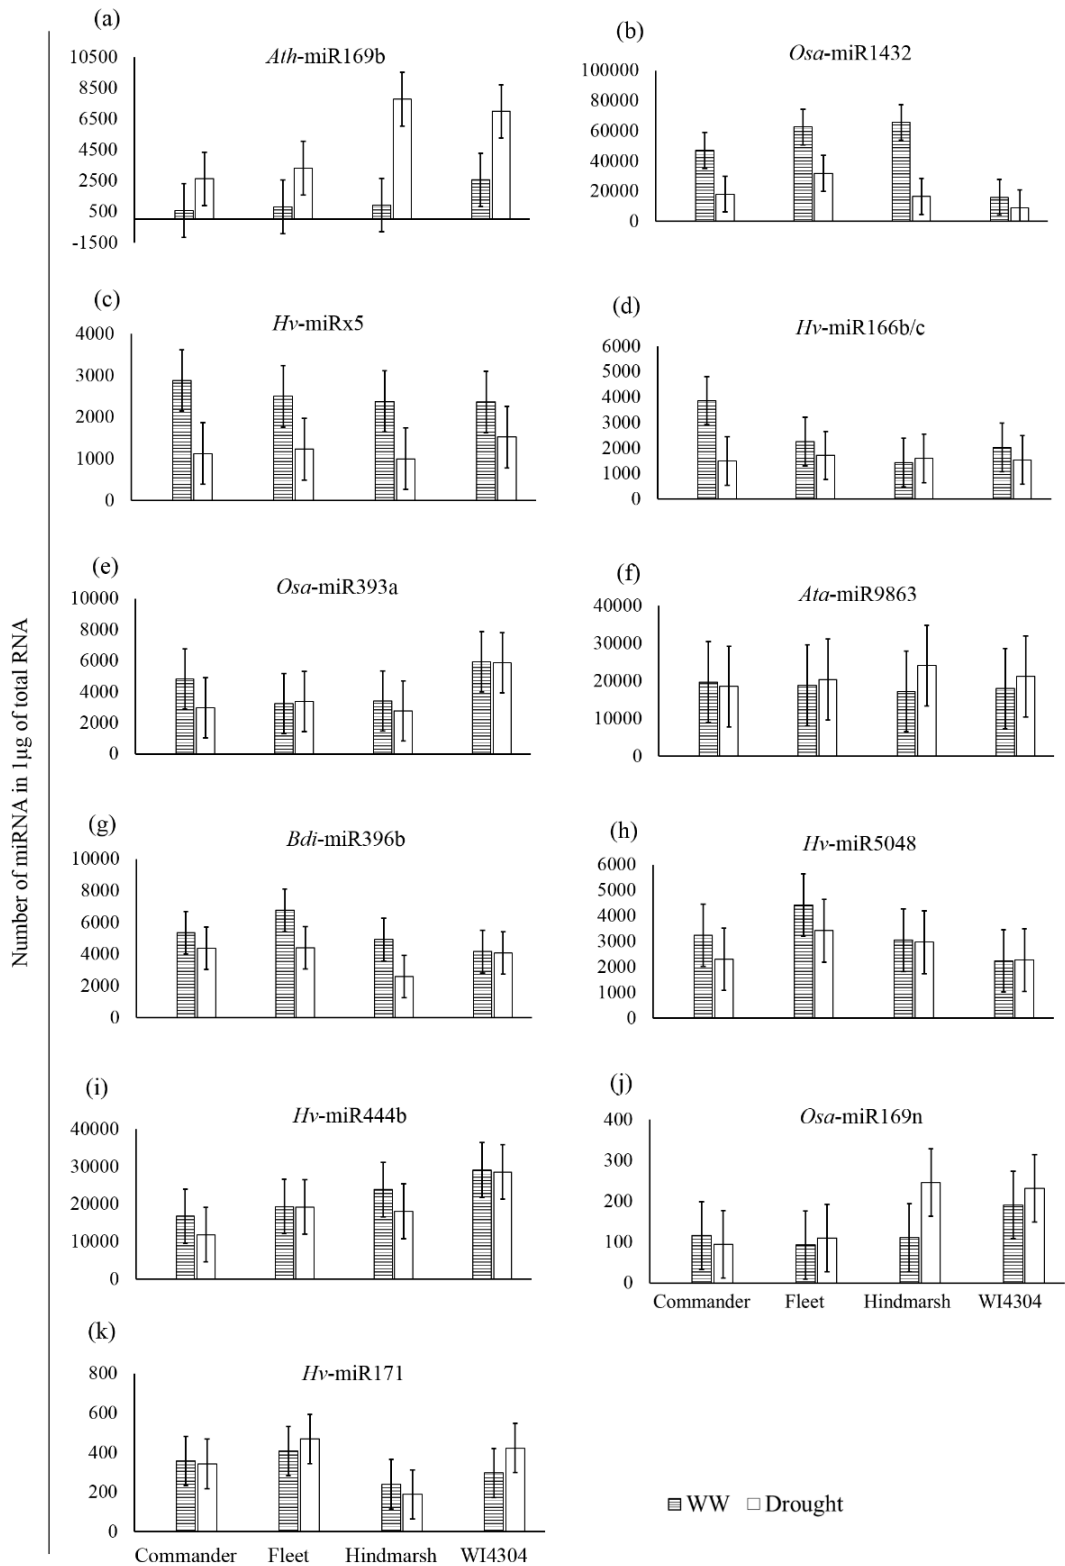 Number of miRNA in 1µg of total RNA
(a)
Ath-miR169b
10500
8500
6500
4500
2500
500
-1500
(b)
Osa-miR1432
100000
80000
60000
40000
20000
0
(c)
Hv-miRx5
4000
3000
2000
1000
0
(d)
Hv-miR166b/c
6000
5000
4000
3000
2000
1000
0
(e)
Osa-miR393a
10000
8000
6000
4000
2000
0
(f)
Ata-miR9863
40000
30000
20000
10000
0
(g)
Bdi-miR396b
10000
8000
6000
4000
2000
0
(h)
Hv-miR5048
6000
5000
4000
3000
2000
1000
0
(i)
Hv-miR444b
40000
30000
20000
10000
0
(j)
Osa-miR169n
400
300
200
100
0
Commander Fleet Hindmarsh WI4304
(k)
Hv-miR171
800
600
400
200
0
Commander Fleet Hindmarsh WI4304
WW Drought